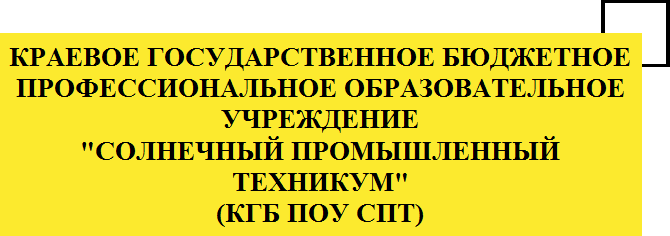 КРАЕВОЕ ГОСУДАРСТВЕННОЕ БЮДЖЕТНОЕ
ПРОФЕССИОНАЛЬНОЕ ОБРАЗОВАТЕЛЬНОЕ
УЧРЕЖДЕНИЕ
"СОЛНЕЧНЫЙ ПРОМЫШЛЕННЫЙ
ТЕХНИКУМ"
(КГБ ПОУ СПТ)